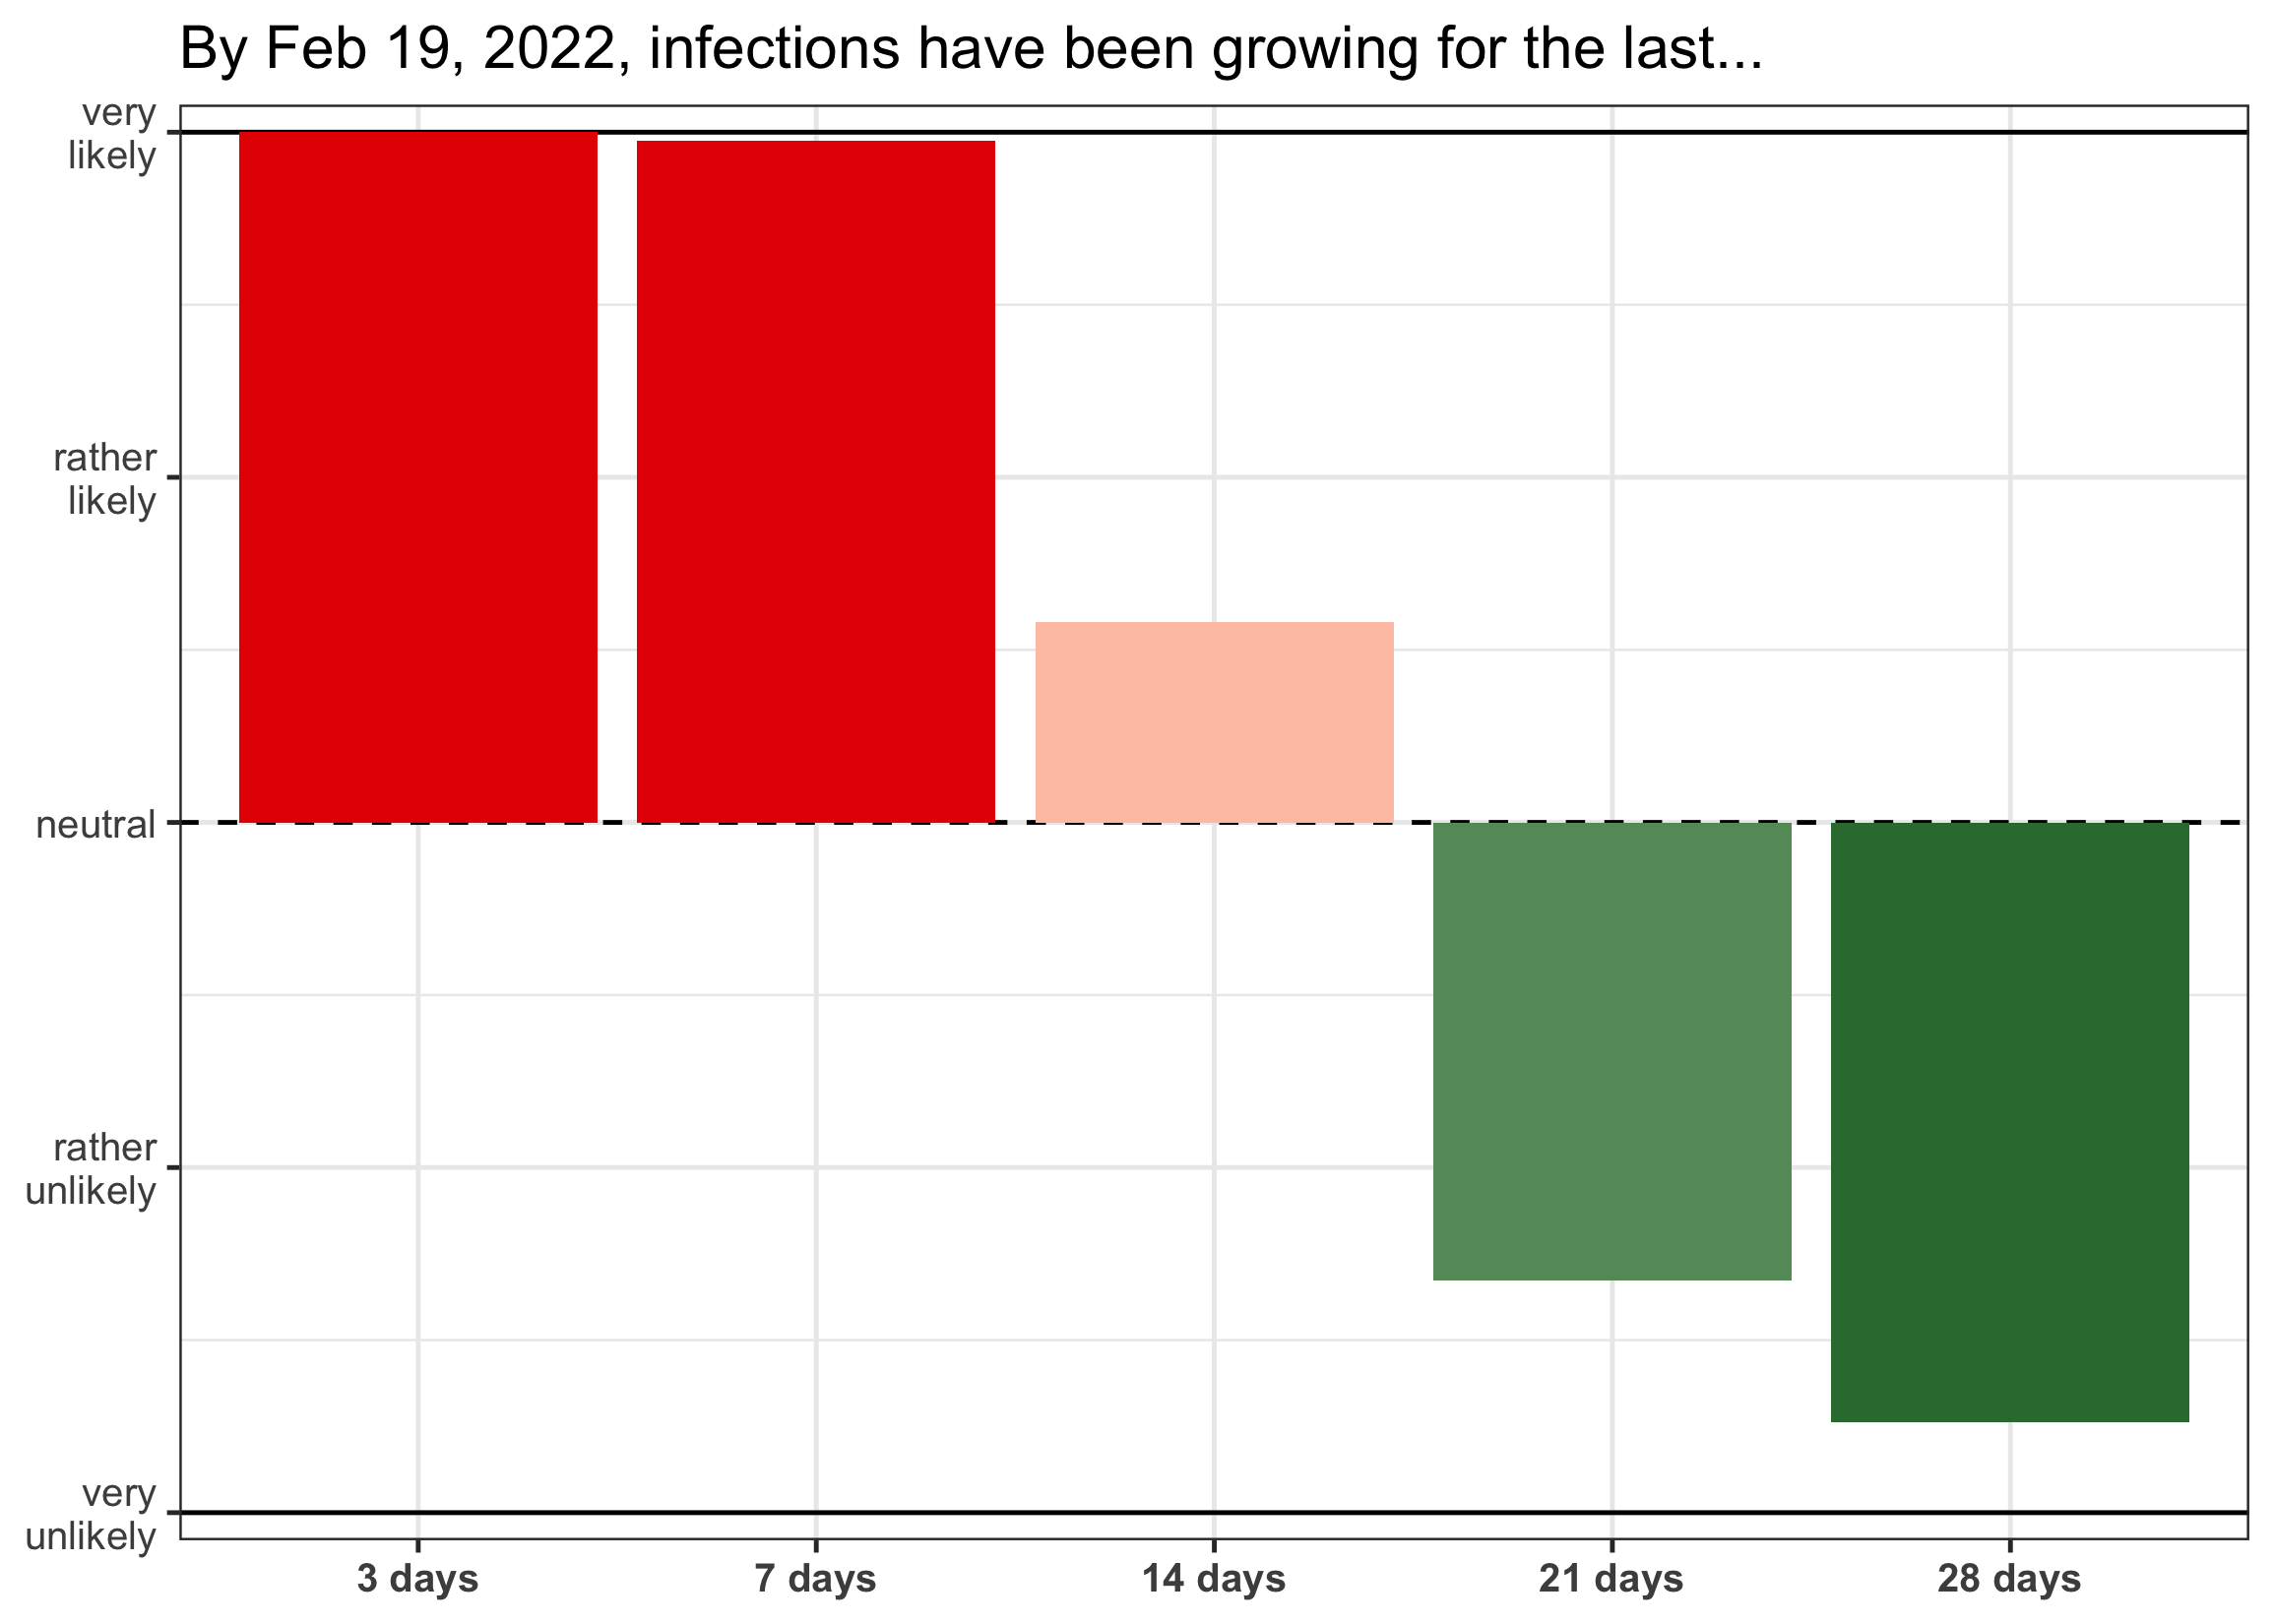 By Feb 19, 2022, infections have been growing for the last...
very
likely
rather
likely
neutral
rather
unlikely
very
unlikely
3 days
7 days
14 days
21 days
28 days